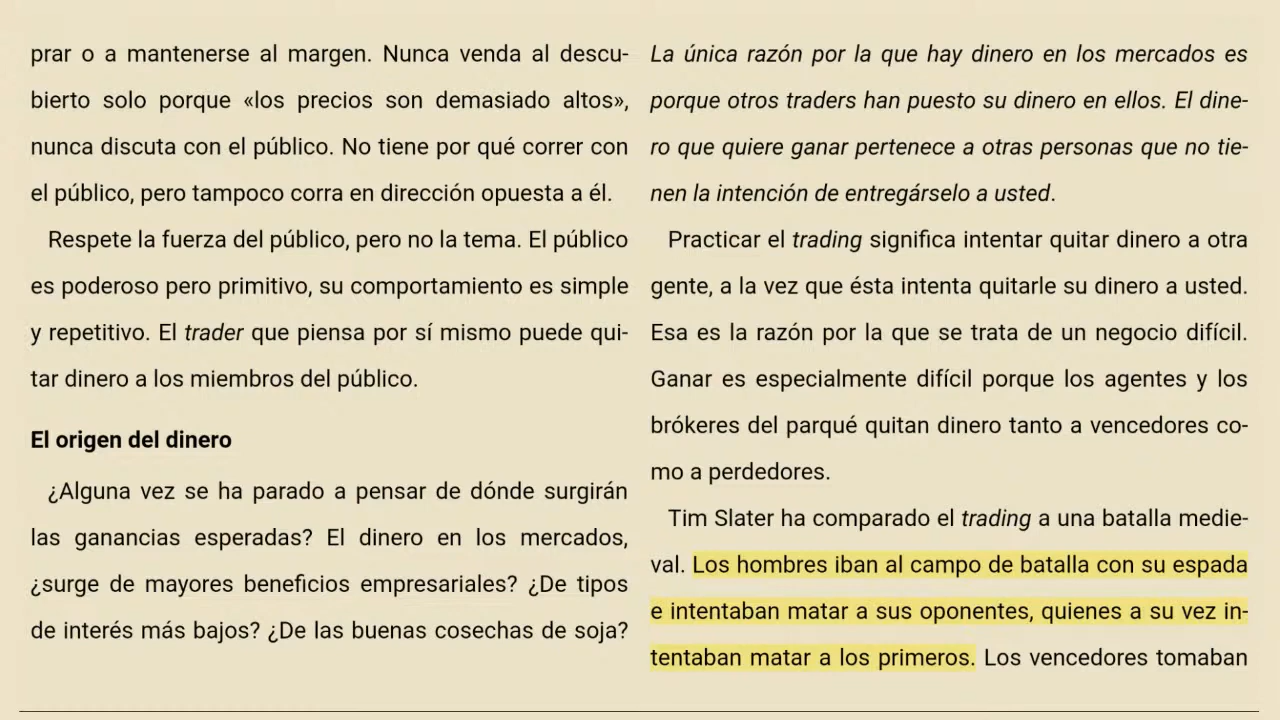 prar o a mantenerse al margen. Nunca venda al descu-
bierto solo porque «los precios son demasiado altos»,
nunca discuta con el público. No tiene por qué correr con
el público, pero tampoco corra en dirección opuesta a él.
Respete la fuerza del público, pero no la tema. El público
es poderoso pero primitivo, su comportamiento es simple
y repetitivo. El trader que piensa por sí mismo puede qui-
tar dinero a los miembros del público.
El origen del dinero
¿Alguna vez se ha parado a pensar de dónde surgirán
las ganancias esperadas? El dinero en los mercados,
¿surge de mayores beneficios empresariales? ¿De tipos
de interés más bajos? ¿De las buenas cosechas de soja?
La única razón por la que hay dinero en los mercados es
porque otros traders han puesto su dinero en ellos. El dine-
ro que quiere ganar pertenece a otras personas que no tie-
nen la intención de entregárselo a usted.
Practicar el trading significa intentar quitar dinero a otra
gente, a la vez que ésta intenta quitarle su dinero a usted.
Esa es la razón por la que se trata de un negocio difícil.
Ganar es especialmente difícil porque los agentes y los
brókeres del parqué quitan dinero tanto a vencedores co-
mo a perdedores.
Tim Slater ha comparado el trading a una batalla medie-
val. Los hombres iban al campo de batalla con su espada
e intentaban matar a sus oponentes, quienes a su vez in-
tentaban matar a los primeros. Los vencedores tomaban